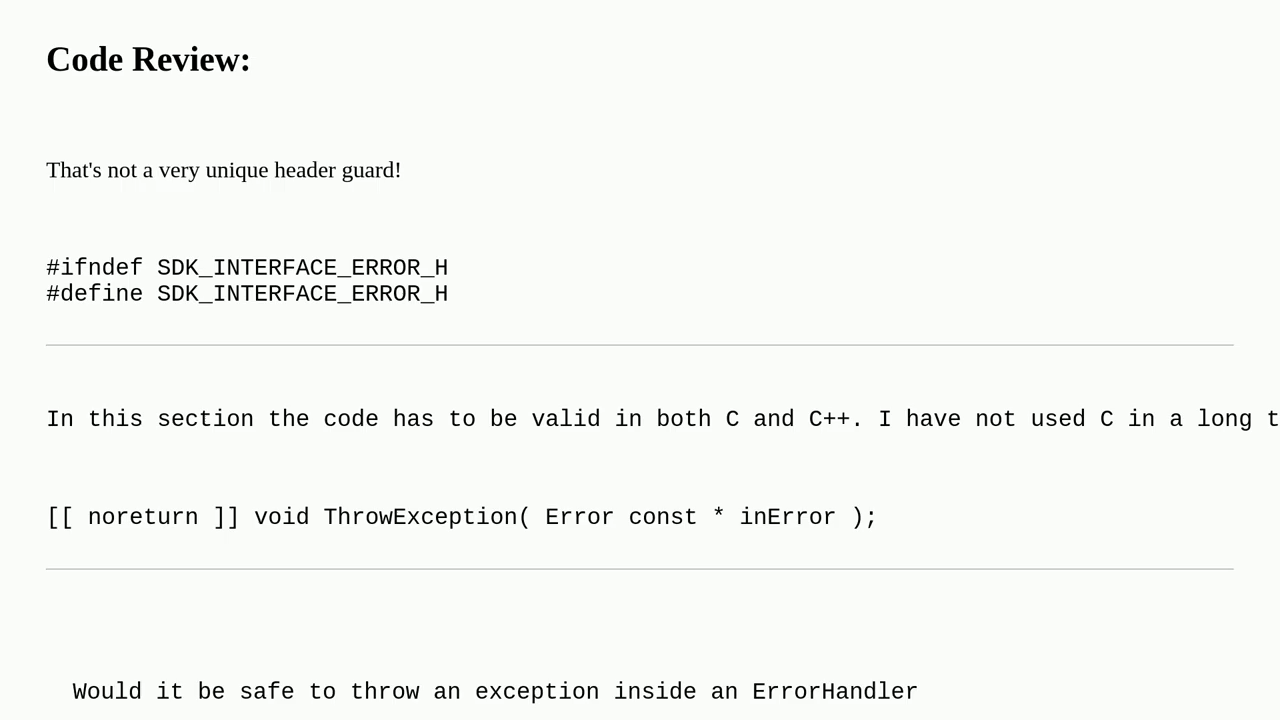 Code Review:
That's not a very unique header guard!
#ifndef SDK_INTERFACE_ERROR_H
#define SDK_INTERFACE_ERROR_H
In this section the code has to be valid in both C and C++. I have not used C in a long
[[ noreturn ]] void ThrowException( Error const * inError );
Would it be safe to throw an exception inside an ErrorHandler